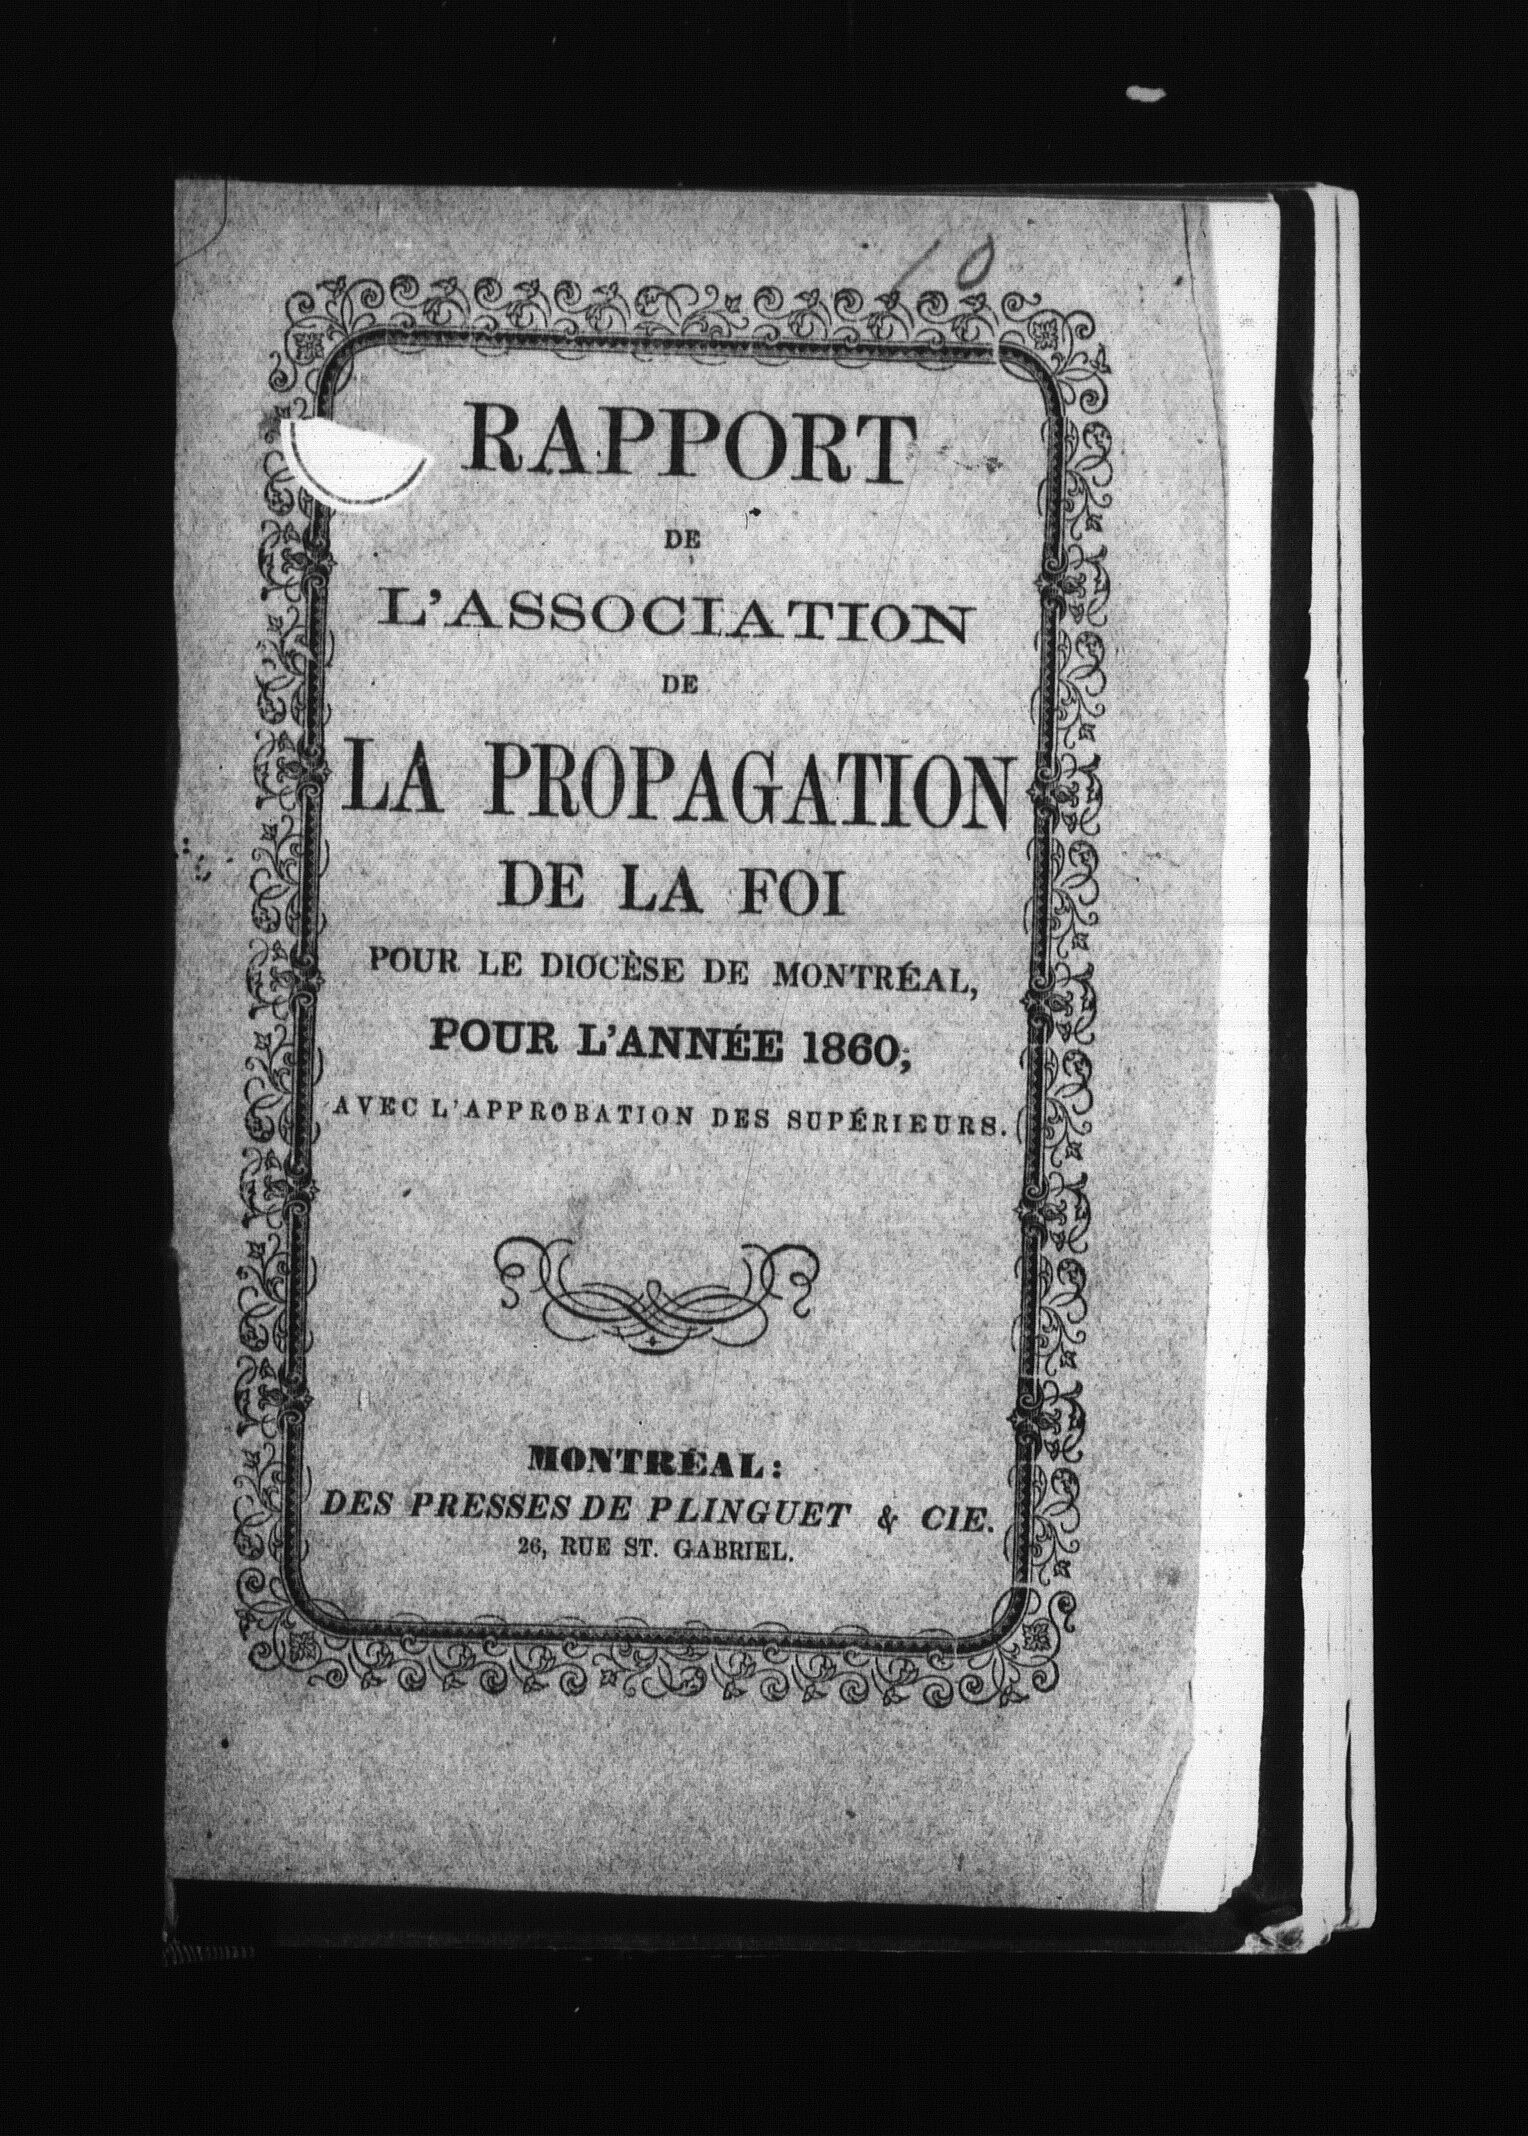 10
RAPPORT
DE
L'ASSOCIATION
DE
LA PROPAGATION
DE LA FOI
POUR LE DIOCÈSE DE MONTRÉAL,
POUR L'ANNÉE 1860;
AVEC L'APPROBATION DES SUPÉRIEURS.
MONTRÉAL:
DES PRESSES DE PLINGUET & CIE.
26, RUE ST. GABRIEL.